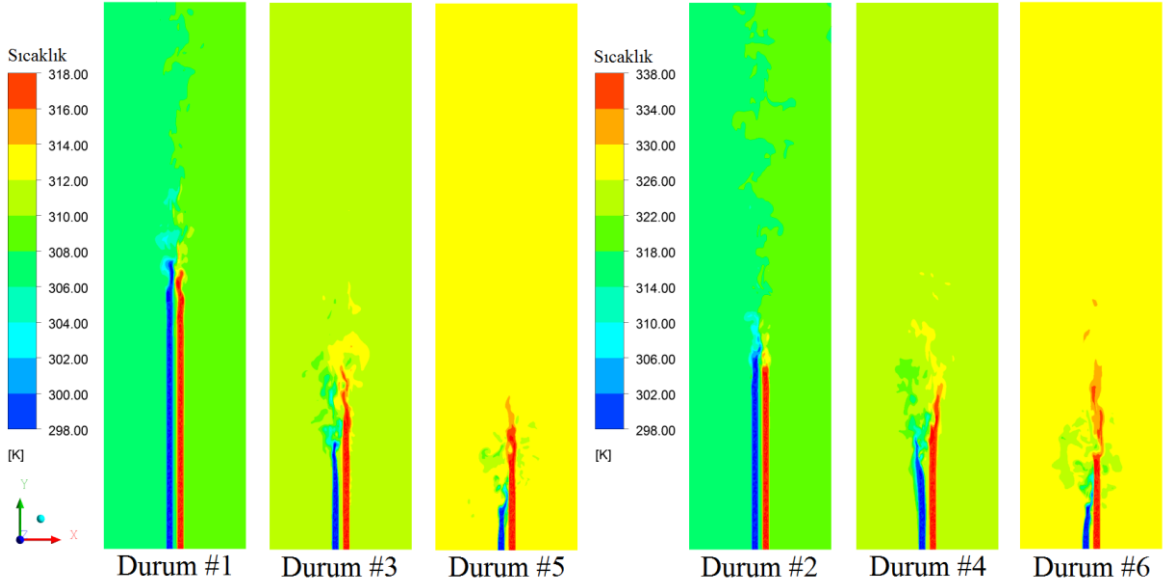 Sıcaklık
318.00
316.00
314.00
312.00
310.00
308.00
306.00
304.00
302.00
300.00
298.00
[K]
Y
Z
X
Durum #1
Durum #3
Durum #5
Sıcaklık
338.00
334.00
330.00
326.00
322.00
318.00
314.00
310.00
306.00
302.00
298.00
[K]
Durum #2
Durum #4
Durum #6